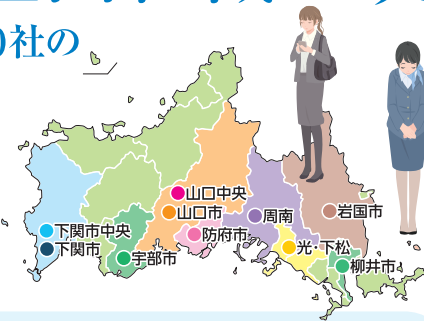 社の
山口中央
山口市
防府市
周南
岩国市
光・下松
柳井市
下関市中央
下関市
宇部市